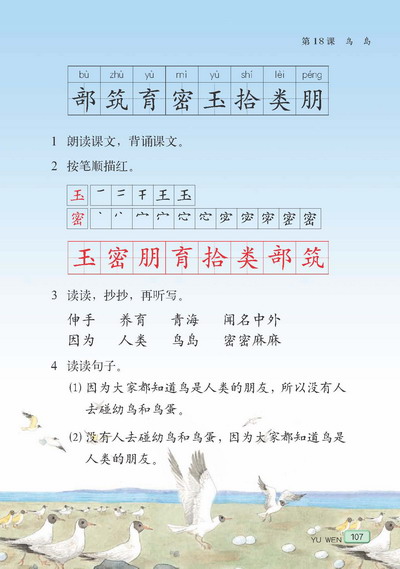 第18课 鸟 岛
bù zhù yù mì yù shí lèi péng
部 筑 育 密 玉 拾 类 朋
1 朗读课文，背诵课文。
2 按笔顺描红。
玉 一 二 干 王 玉
密 丶 丷 宀 宀 宓 宓 宓 宓 密 密 密
玉 密 朋 育 拾 类 部 筑
3 读读，抄抄，再听写。
伸手 养育 青海 闻名中外
因为 人类 鸟岛 密密麻麻
4 读读句子。
(1) 因为大家都知道鸟是人类的朋友，所以没有人
去碰幼鸟和鸟蛋。
(2) 没有人去碰幼鸟和鸟蛋，因为大家都知道鸟是
人类的朋友。
YU WEN 107